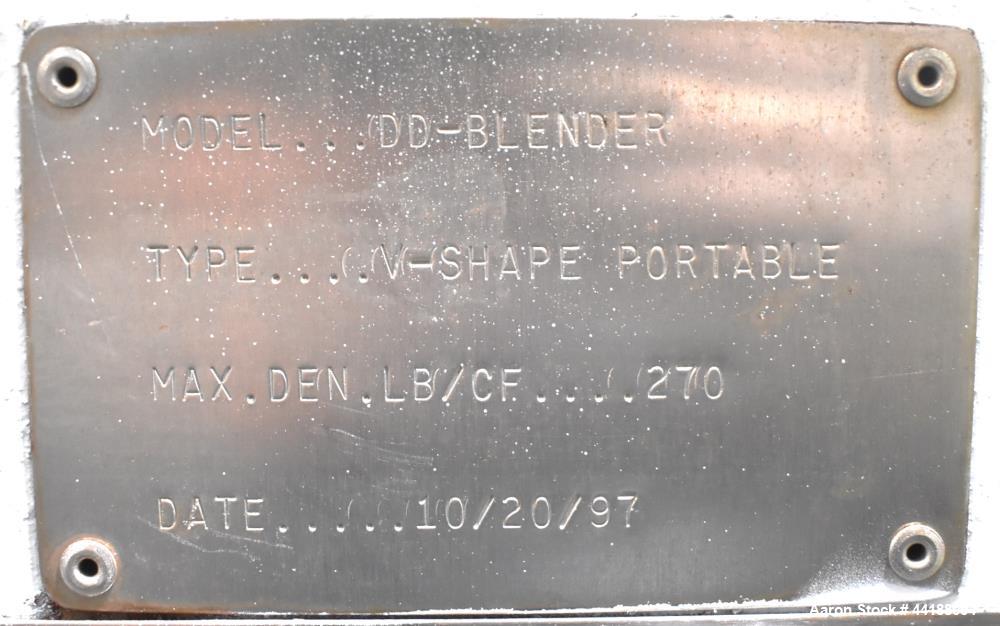 MODEL...DD-BLENDER
TYPE....V-SHAPE PORTABLE
MAX.DEN.LB/CF....270
DATE.....10/20/97
Aaron Stock #